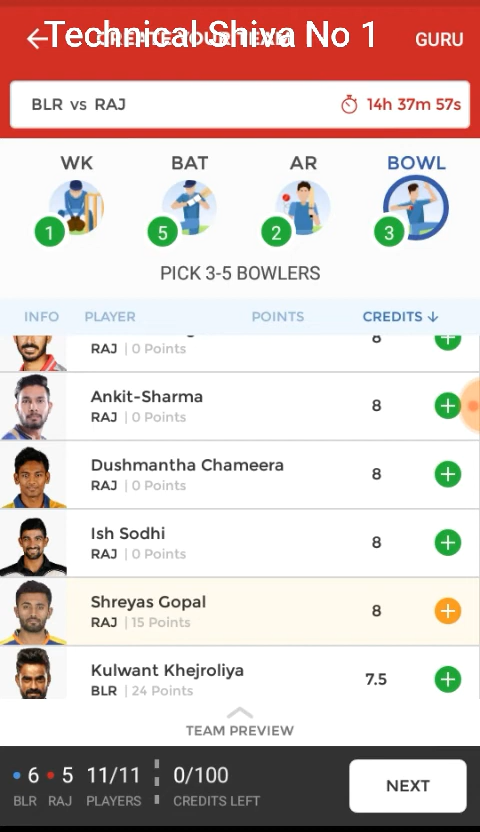 Technical Shiva No 1
CREATE YOUR TEAM
GURU
BLR vs RAJ
14h 37m 57s
WK
BAT
AR
BOWL
1
5
2
3
PICK 3-5 BOWLERS
INFO
PLAYER
POINTS
CREDITS ↓
RAJ | 0 Points
8
Ankit-Sharma
RAJ | 0 Points
8
Dushmantha Chameera
RAJ | 0 Points
8
Ish Sodhi
RAJ | 0 Points
8
Shreyas Gopal
RAJ | 15 Points
8
Kulwant Khejroliya
BLR | 24 Points
7.5
TEAM PREVIEW
6 5 11/11 0/100
BLR RAJ PLAYERS CREDITS LEFT
NEXT